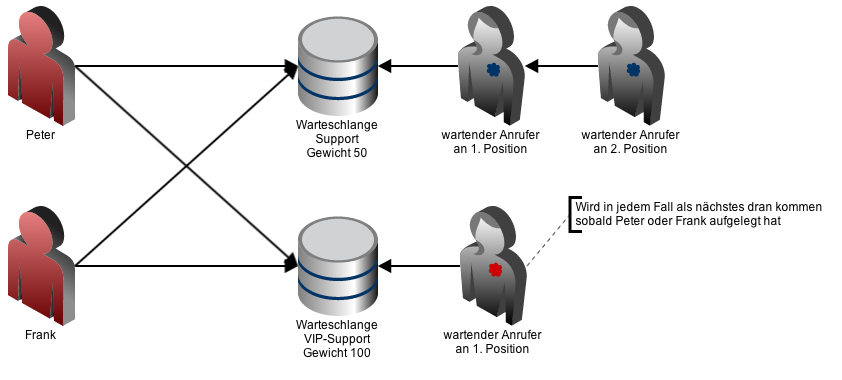 Peter
Warteschlange
Support
Gewicht 50
wartender Anrufer
an 1. Position
wartender Anrufer
an 2. Position
Wird in jedem Fall als nächstes dran kommen
sobald Peter oder Frank aufgelegt hat
Frank
Warteschlange
VIP-Support
Gewicht 100
wartender Anrufer
an 1. Position